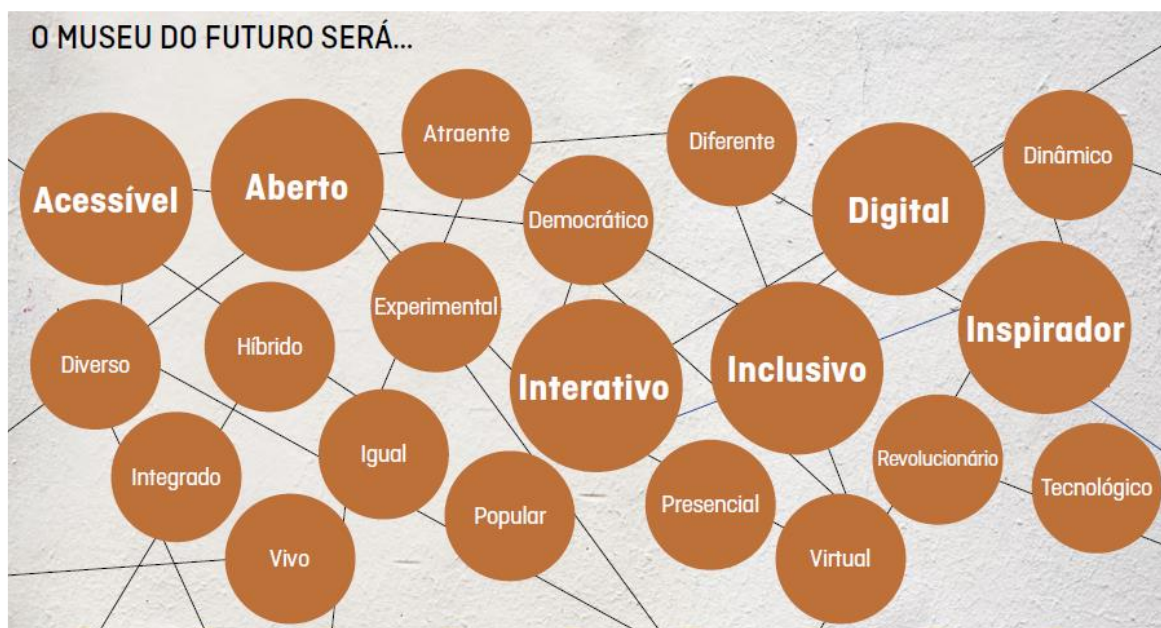 O MUSEU DO FUTURO SERÁ...
Acessível
Aberto
Atraente
Diferente
Dinâmico
Democrático
Digital
Experimental
Diverso
Híbrido
Interativo
Inclusivo
Inspirador
Integrado
Igual
Popular
Presencial
Revolucionário
Tecnológico
Vivo
Virtual